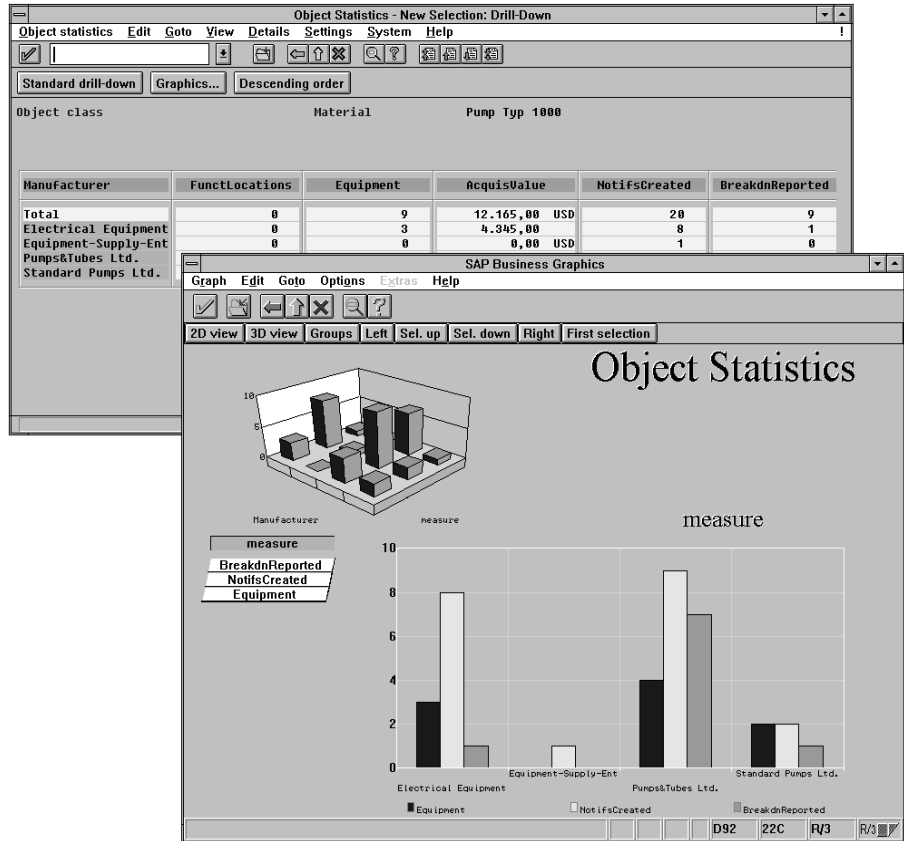 Object Statistics - New Selection: Drill-Down
Object statistics Edit Goto View Details Settings System Help !
Standard drill-down Graphics... Descending order
Object class Material Pump Typ 1000
Manufacturer FunctLocations Equipment AcquisValue NotifsCreated BreakdnReported
Total 0 9 12.165,00 USD 20 9
Electrical Equipment 0 3 4.345,00 8 1
Equipment-Supply-Ent 0 0 0,00 USD 1 0
Pumps&Tubes Ltd.
Standard Pumps Ltd.
SAP Business Graphics
Graph Edit Goto Options Extras Help
2D view 3D view Groups Left Sel. up Sel. down Right First selection
Object Statistics
10
5
0
Manufacturer measure
measure
BreakdnReported
NotifsCreated
Equipment
measure
10
8
6
4
2
0
Equipment-Supply-Ent Standard Pumps Ltd.
Electrical Equipment Pumps&Tubes Ltd.
Equipment NotifsCreated BreakdnReported
D92 22C R/3 R/3